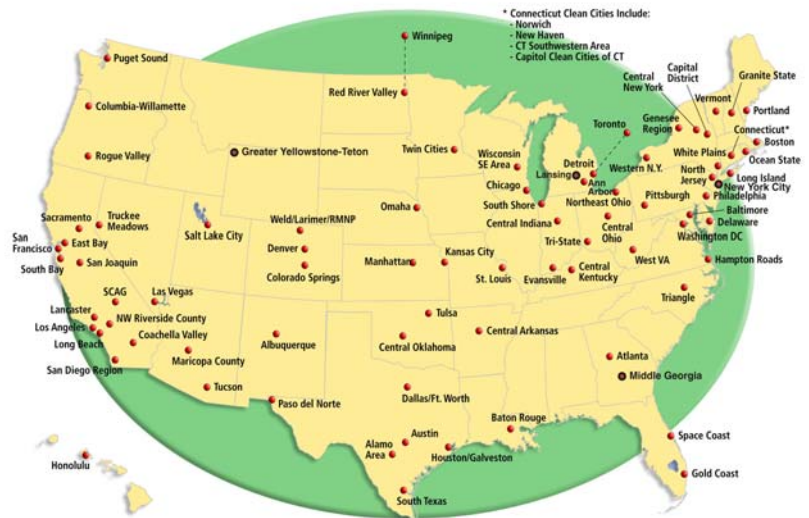 * Connecticut Clean Cities Include:
- Norwich
- New Haven
- CT Southwestern Area
- Capitol Clean Cities of CT
Winnipeg
Puget Sound
Red River Valley
Columbia-Willamette
Central
New York
Capital
District
Vermont
Granite State
Portland
Genesee
Region
Toronto
Connecticut*
Boston
Rogue Valley
Greater Yellowstone-Teton
Twin Cities
Wisconsin
SE Area
Detroit
Lansing
Ann
Arbor
Western N.Y.
White Plains
Ocean State
North
Jersey
Long Island
New York City
Chicago
South Shore
Northeast Ohio
Pittsburgh
Philadelphia
Baltimore
Delaware
Washington DC
Sacramento
Truckee
Meadows
Salt Lake City
Weld/Larimer/RMNP
Omaha
Central Indiana
Central
Ohio
San
Francisco
East Bay
South Bay
San Joaquin
Denver
Colorado Springs
Manhattan
Kansas City
St. Louis
Tri-State
Evansville
Central
Kentucky
West VA
Hampton Roads
SCAG
Las Vegas
Triangle
Lancaster
NW Riverside County
Los Angeles
Long Beach
Coachella Valley
San Diego Region
Maricopa County
Tucson
Albuquerque
Tulsa
Central Oklahoma
Central Arkansas
Atlanta
Middle Georgia
Paso del Norte
Dallas/Ft. Worth
Baton Rouge
Austin
Alamo
Area
Houston/Galveston
South Texas
Space Coast
Gold Coast
Honolulu